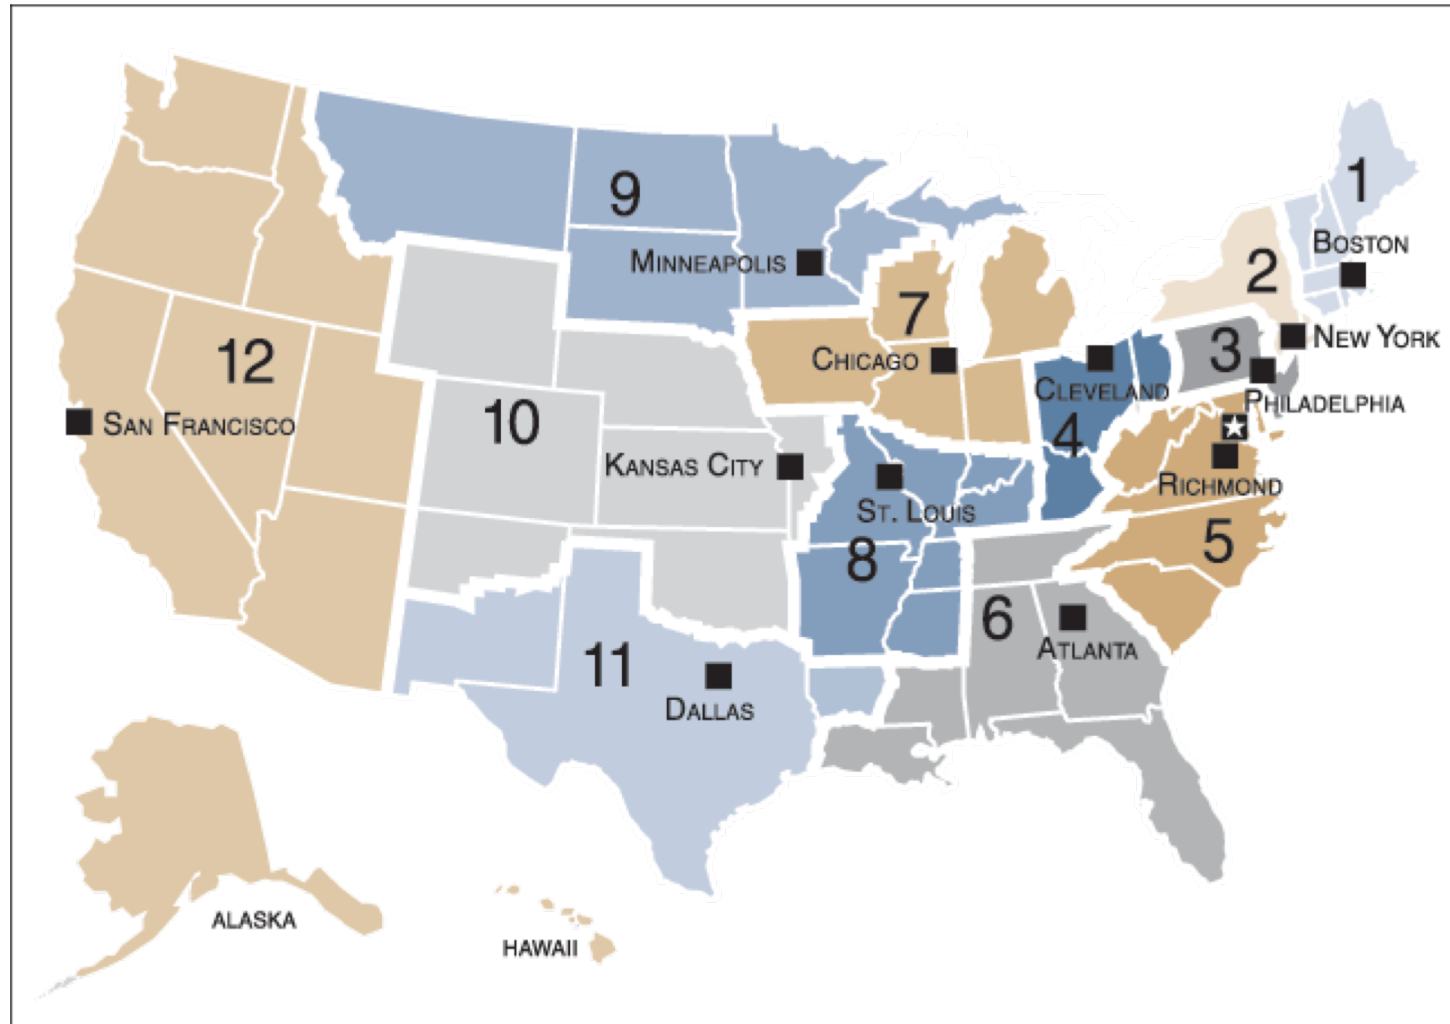 1
BOSTON
9
MINNEAPOLIS
2
7
NEW YORK
3
12
CHICAGO
CLEVELAND
PHILADELPHIA
10
SAN FRANCISCO
4
KANSAS CITY
RICHMOND
ST. LOUIS
5
8
6
11
ATLANTA
DALLAS
ALASKA
HAWAII